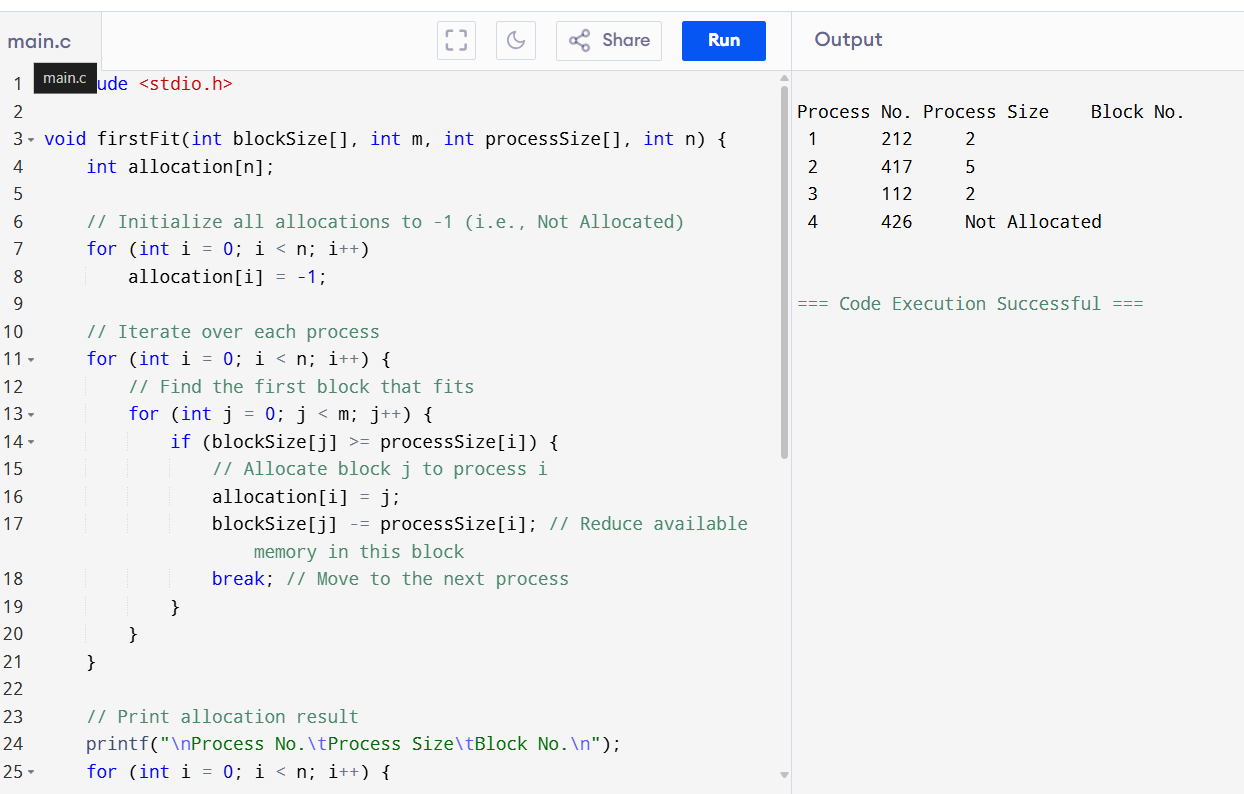 main.c
Share
Run
Output
main.c
1 ude <stdio.h>
2
3 void firstFit(int blockSize[], int m, int processSize[], int n) {
4 int allocation[n];
5
6 // Initialize all allocations to -1 (i.e., Not Allocated)
7 for (int i = 0; i < n; i++)
8 allocation[i] = -1;
9
10 // Iterate over each process
11 for (int i = 0; i < n; i++) {
12 // Find the first block that fits
13 for (int j = 0; j < m; j++) {
14 if (blockSize[j] >= processSize[i]) {
15 // Allocate block j to process i
16 allocation[i] = j;
17 blockSize[j] -= processSize[i]; // Reduce available
memory in this block
18 break; // Move to the next process
19 }
20 }
21 }
22
23 // Print allocation result
24 printf("\nProcess No.\tProcess Size\tBlock No.\n");
25 for (int i = 0; i < n; i++) {
Process No. Process Size Block No.
1 212 2
2 417 5
3 112 2
4 426 Not Allocated
=== Code Execution Successful ===